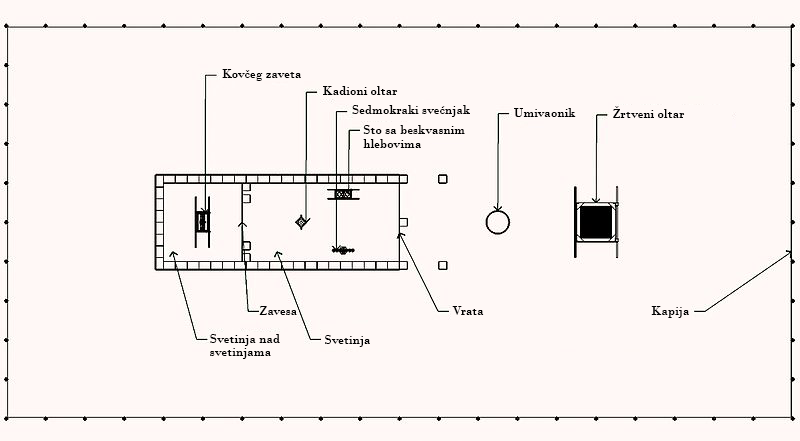 Kovčeg zaveta
Kadioni oltar
Sedmokraki svećnjak
Sto sa beskvasnim
hlebovima
Umivaonik
Žrtveni oltar
Zavesa
Vrata
Kapija
Svetinja nad
svetinjama
Svetinja